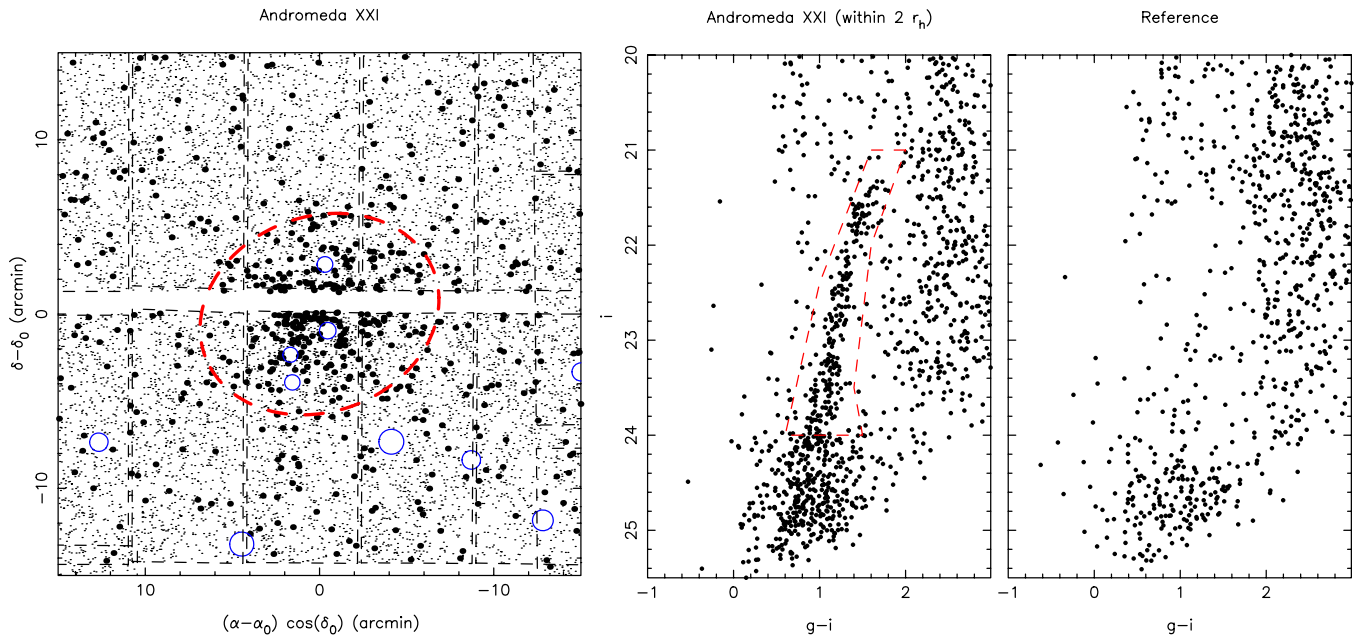 Andromeda XXI
Andromeda XXI (within 2 r_h)
Reference
10
0
−10
δ−δ_0 (arcmin)
10
0
−10
(α−α_0) cos(δ_0) (arcmin)
20
21
22
23
24
25
i
−1
0
1
2
g−i
−1
0
1
2
3
g−i